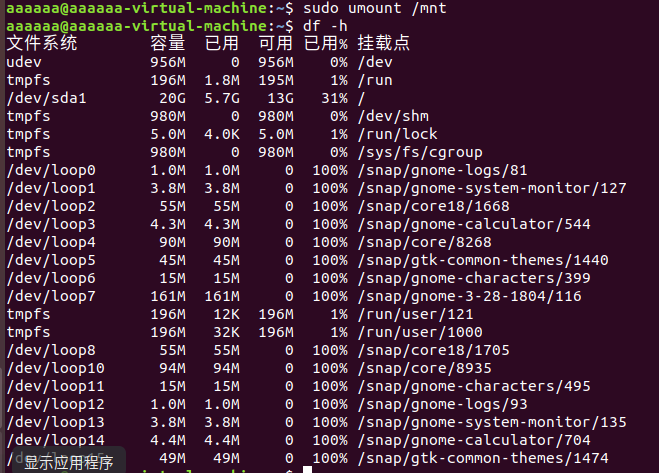 aaaaaa@aaaaaa-virtual-machine:~$ sudo umount /mnt
aaaaaa@aaaaaa-virtual-machine:~$ df -h
文件系统 容量 已用 可用 已用% 挂载点
udev 956M 0 956M 0% /dev
tmpfs 196M 1.8M 195M 1% /run
/dev/sda1 20G 5.7G 13G 31% /
tmpfs 980M 0 980M 0% /dev/shm
tmpfs 5.0M 4.0K 5.0M 1% /run/lock
tmpfs 980M 0 980M 0% /sys/fs/cgroup
/dev/loop0 1.0M 1.0M 0 100% /snap/gnome-logs/81
/dev/loop1 3.8M 3.8M 0 100% /snap/gnome-system-monitor/127
/dev/loop2 55M 55M 0 100% /snap/core18/1668
/dev/loop3 4.3M 4.3M 0 100% /snap/gnome-calculator/544
/dev/loop4 90M 90M 0 100% /snap/core/8268
/dev/loop5 45M 45M 0 100% /snap/gtk-common-themes/1440
/dev/loop6 15M 15M 0 100% /snap/gnome-characters/399
/dev/loop7 161M 161M 0 100% /snap/gnome-3-28-1804/116
tmpfs 196M 12K 196M 1% /run/user/121
tmpfs 196M 32K 196M 1% /run/user/1000
/dev/loop8 55M 55M 0 100% /snap/core18/1705
/dev/loop10 94M 94M 0 100% /snap/core/8935
/dev/loop11 15M 15M 0 100% /snap/gnome-characters/495
/dev/loop12 1.0M 1.0M 0 100% /snap/gnome-logs/93
/dev/loop13 3.8M 3.8M 0 100% /snap/gnome-system-monitor/135
/dev/loop14 4.4M 4.4M 0 100% /snap/gnome-calculator/704
49M 49M 0 100% /snap/gtk-common-themes/1474
显示应用程序